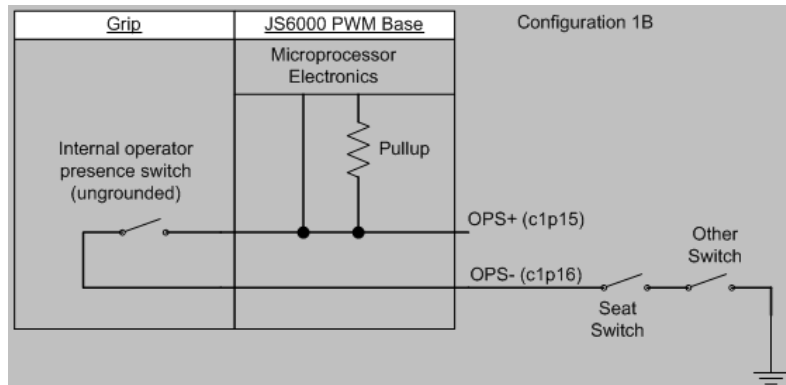 Grip
JS6000 PWM Base
Configuration 1B
Microprocessor
Electronics
Internal operator
presence switch
(ungrounded)
Pullup
OPS+ (c1p15)
Other
Switch
OPS- (c1p16)
Seat
Switch